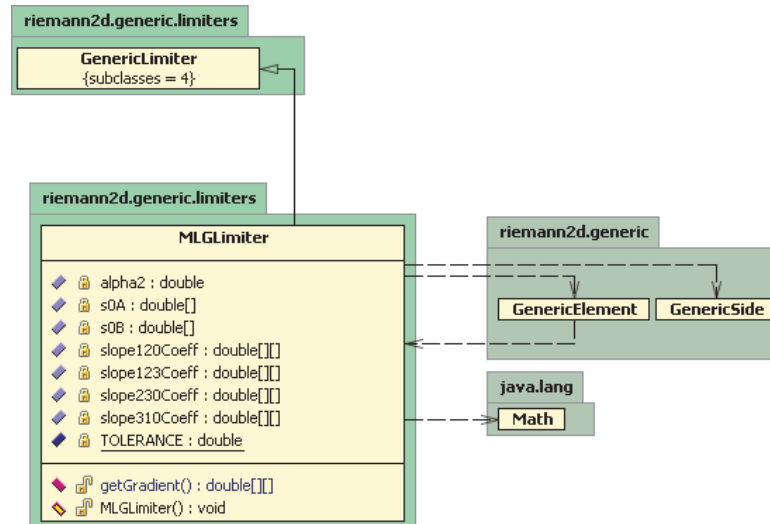 riemann2d.generic.limiters
GenericLimiter
{subclasses = 4}
riemann2d.generic.limiters
MLGLimiter
alpha2 : double
s0A : double[]
s0B : double[]
slope120Coeff : double[][]
slope123Coeff : double[][]
slope230Coeff : double[][]
slope310Coeff : double[][]
TOLERANCE : double
getGradient() : double[][]
MLGLimiter() : void
riemann2d.generic
GenericElement
GenericSide
java.lang
Math